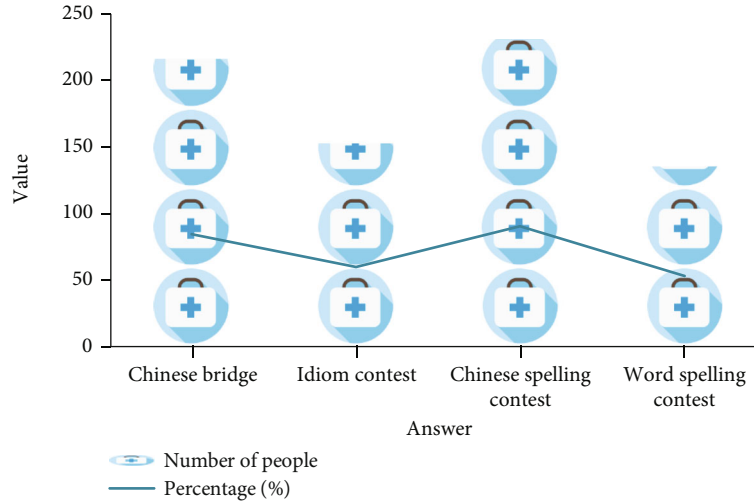 250
200
150
100
50
0
Value
Chinese bridge
Idiom contest
Chinese spelling
contest
Word spelling
contest
Answer
Number of people
Percentage (%)